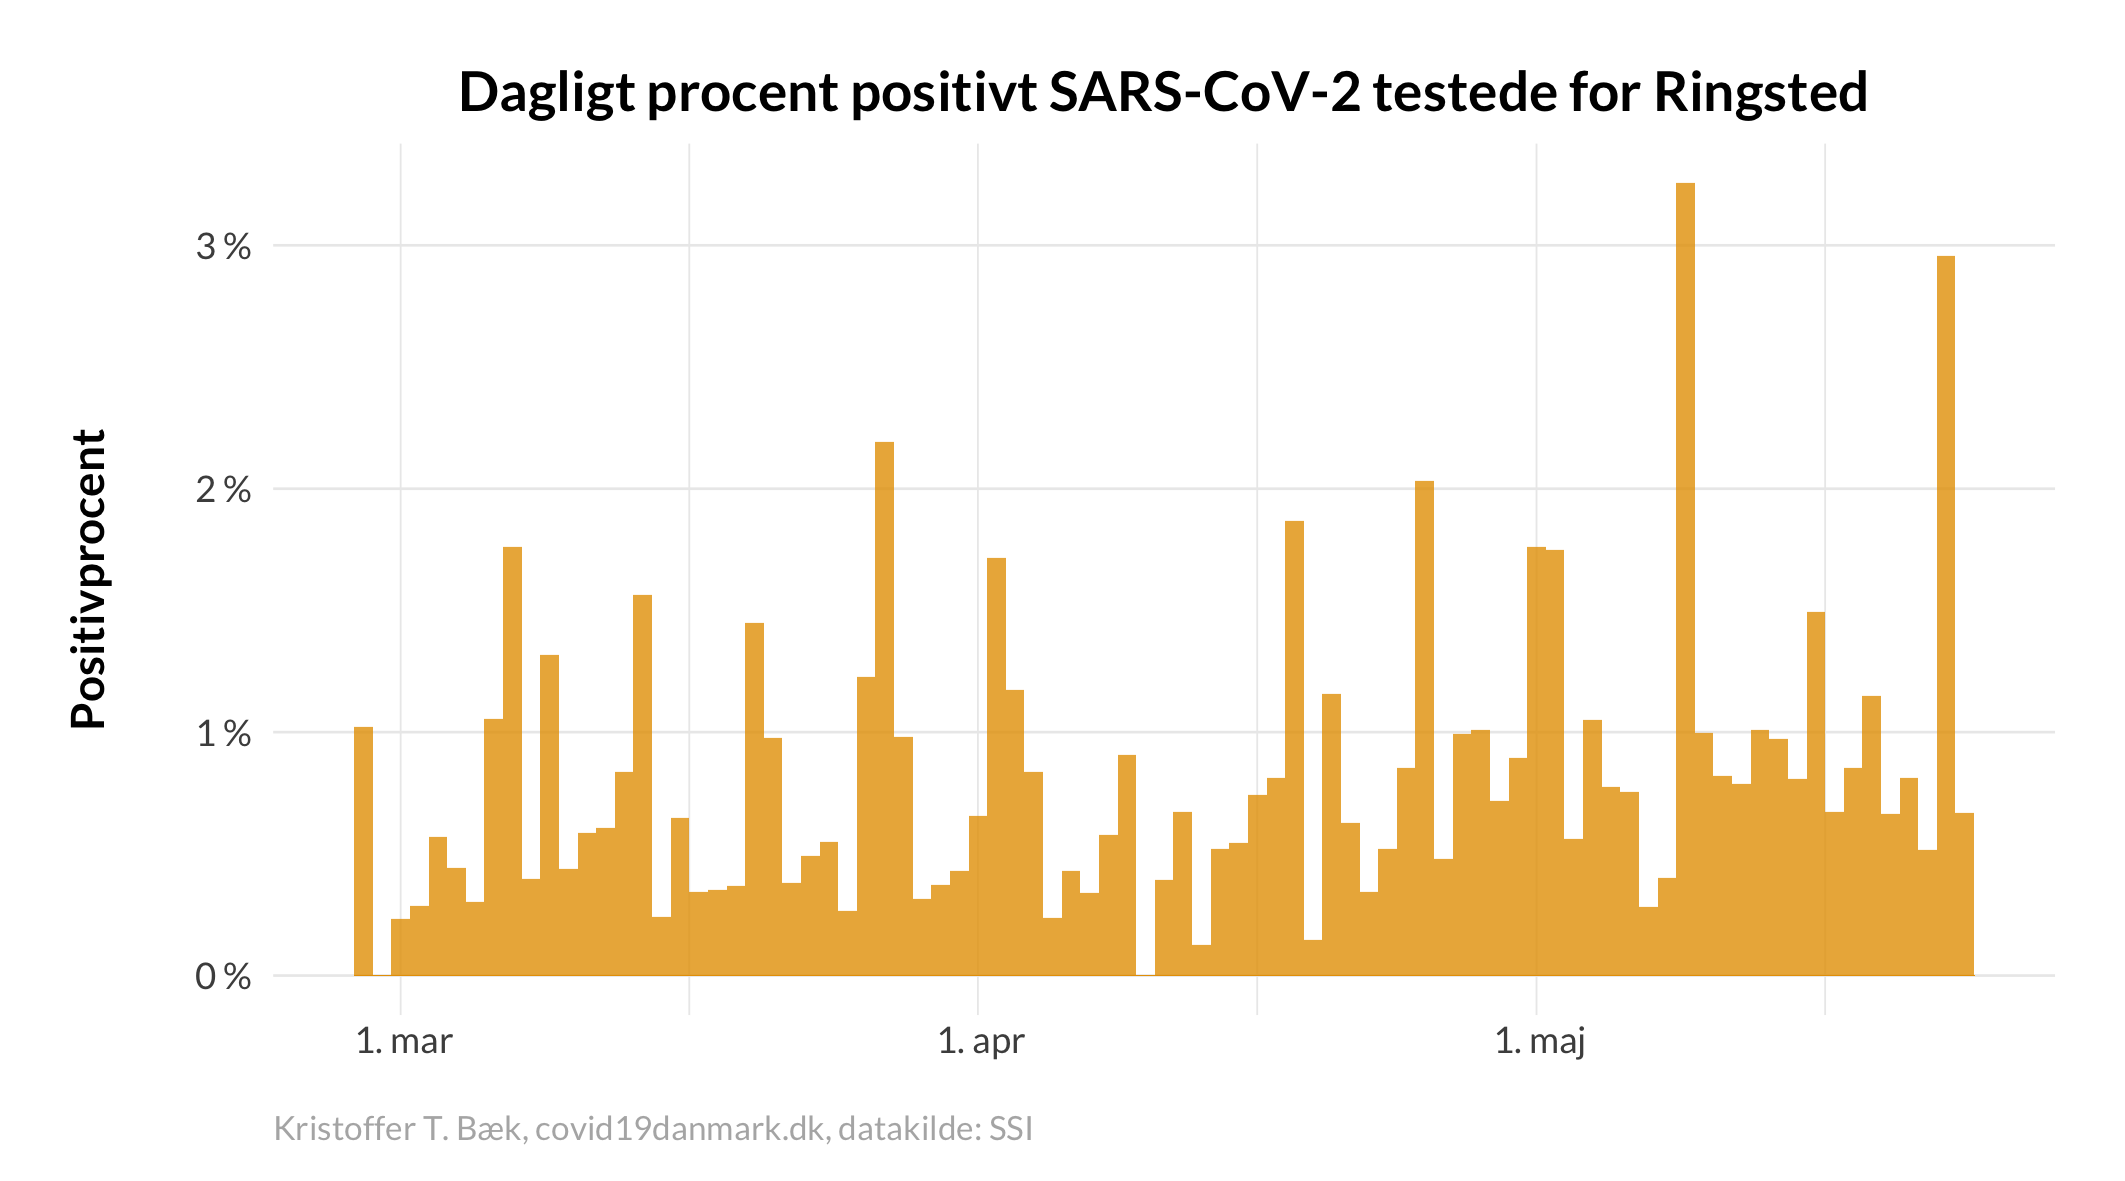 Dagligt procent positivt SARS-CoV-2 testede for Ringsted
Positivprocent
3 %
2 %
1 %
0 %
1. mar
1. apr
1. maj
Kristoffer T. Bæk, covid19danmark.dk, datakilde: SSI